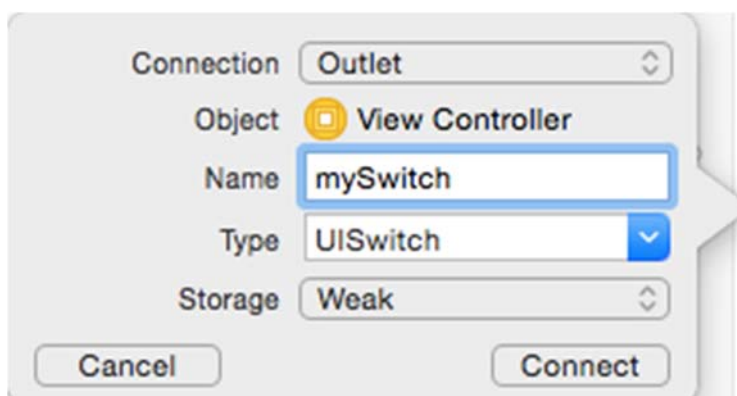 Connection Outlet
Object View Controller
Name mySwitch
Type UISwitch
Storage Weak
Cancel Connect